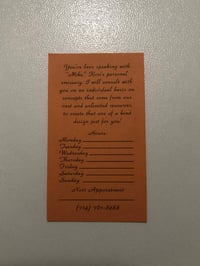 You've been speaking with
"Mike" personal
emissary. I will consult with
you on an individual basis on
concepts that come from our
vast and unlimited resources,
to create that one of a kind
design just for you!
Hours
Monday
Tuesday
Wednesday
Thursday
Friday
Saturday
Sunday
Next Appointment